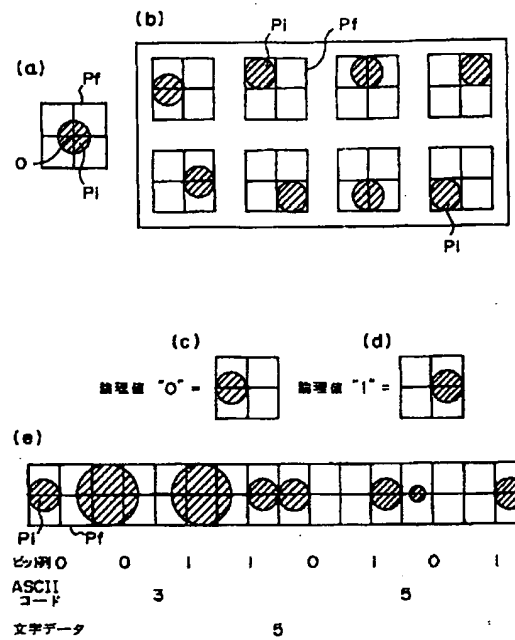 (a)
Pf
O
Pi
(b)
Pi
Pf
Pi
(c)
論理値 "0" =
(d)
論理値 "1" =
(e)
Pi
Pf
ビット列 0 0 1 1 0 1 0 1
ASCII
コード
3 5
文字データ 5